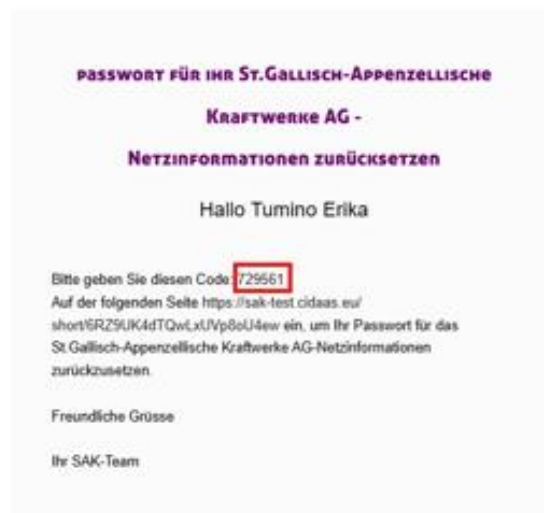 Passwort für Ihr St.Gallisch-Appenzellische
Kraftwerke AG -
Netzinformationen zurücksetzen
Hallo Tumino Erika
Bitte geben Sie diesen Code: 729561
Auf der folgenden Seite https://sak-test.cidaas.eu/
short/6RZ9UK4dTQwLxUVp8oU4ew ein, um Ihr Passwort für das
St.Gallisch-Appenzellische Kraftwerke AG-Netzinformationen
zurückzusetzen.
Freundliche Grüsse
Ihr SAK-Team